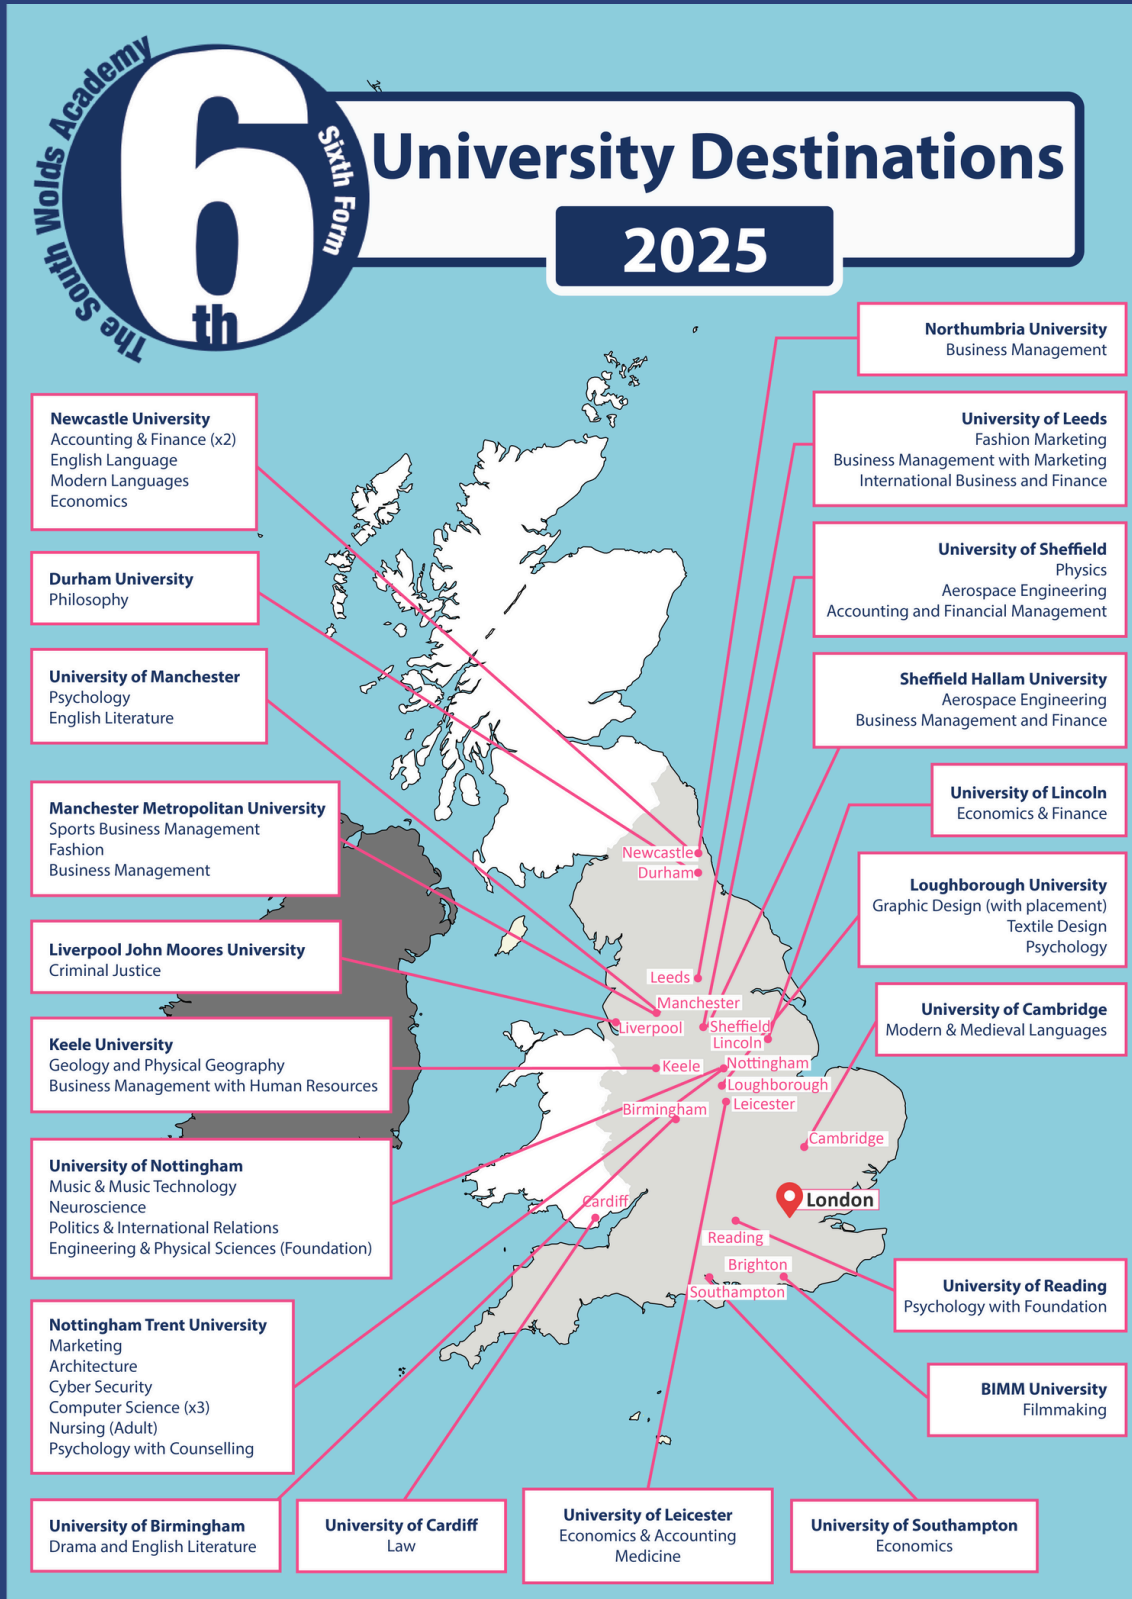 The South Wolds Academy
6th
Sixth Form
University Destinations
2025
Newcastle University
Accounting & Finance (x2)
English Language
Modern Languages
Economics
Durham University
Philosophy
University of Manchester
Psychology
English Literature
Manchester Metropolitan University
Sports Business Management
Fashion
Business Management
Liverpool John Moores University
Criminal Justice
Keele University
Geology and Physical Geography
Business Management with Human Resources
University of Nottingham
Music & Music Technology
Neuroscience
Politics & International Relations
Engineering & Physical Sciences (Foundation)
Nottingham Trent University
Marketing
Architecture
Cyber Security
Computer Science (x3)
Nursing (Adult)
Psychology with Counselling
University of Birmingham
Drama and English Literature
University of Cardiff
Law
University of Leicester
Economics & Accounting
Medicine
University of Southampton
Economics
Northumbria University
Business Management
University of Leeds
Fashion Marketing
Business Management with Marketing
International Business and Finance
University of Sheffield
Physics
Aerospace Engineering
Accounting and Financial Management
Sheffield Hallam University
Aerospace Engineering
Business Management and Finance
University of Lincoln
Economics & Finance
Loughborough University
Graphic Design (with placement)
Textile Design
Psychology
University of Cambridge
Modern & Medieval Languages
University of Reading
Psychology with Foundation
BIMM University
Filmmaking
Newcastle
Durham
Leeds
Manchester
Liverpool
Sheffield
Lincoln
Nottingham
Keele
Loughborough
Leicester
Birmingham
Cambridge
Cardiff
London
Reading
Brighton
Southampton